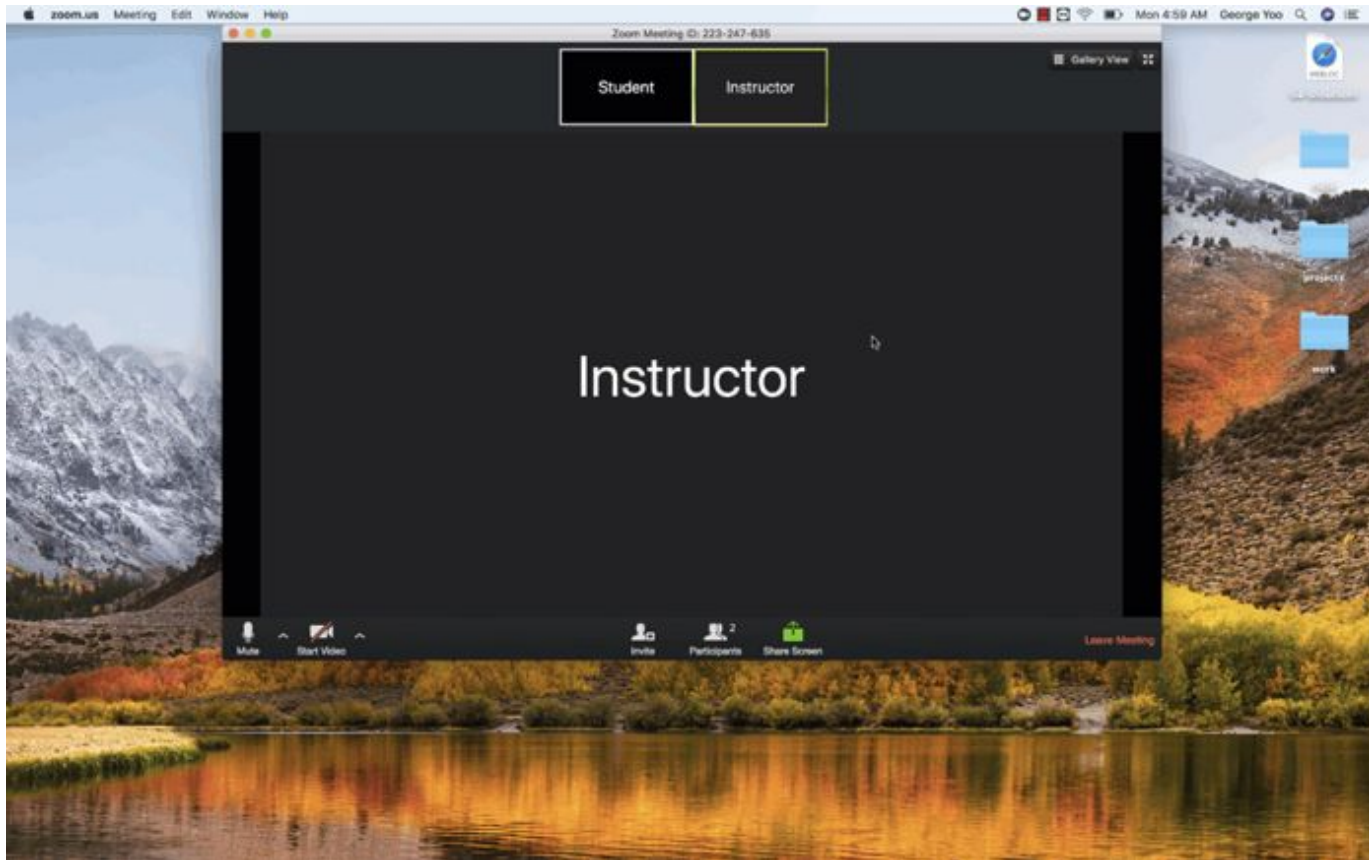 zoom.us Meeting Edit Window Help
Mon 4:59 AM George Yoo
Zoom Meeting ID: 223-247-635
Student Instructor
Gallery View
WEBLOC
projects
work
Instructor
2
Mute Start Video Invite Participants Share Screen Leave Meeting